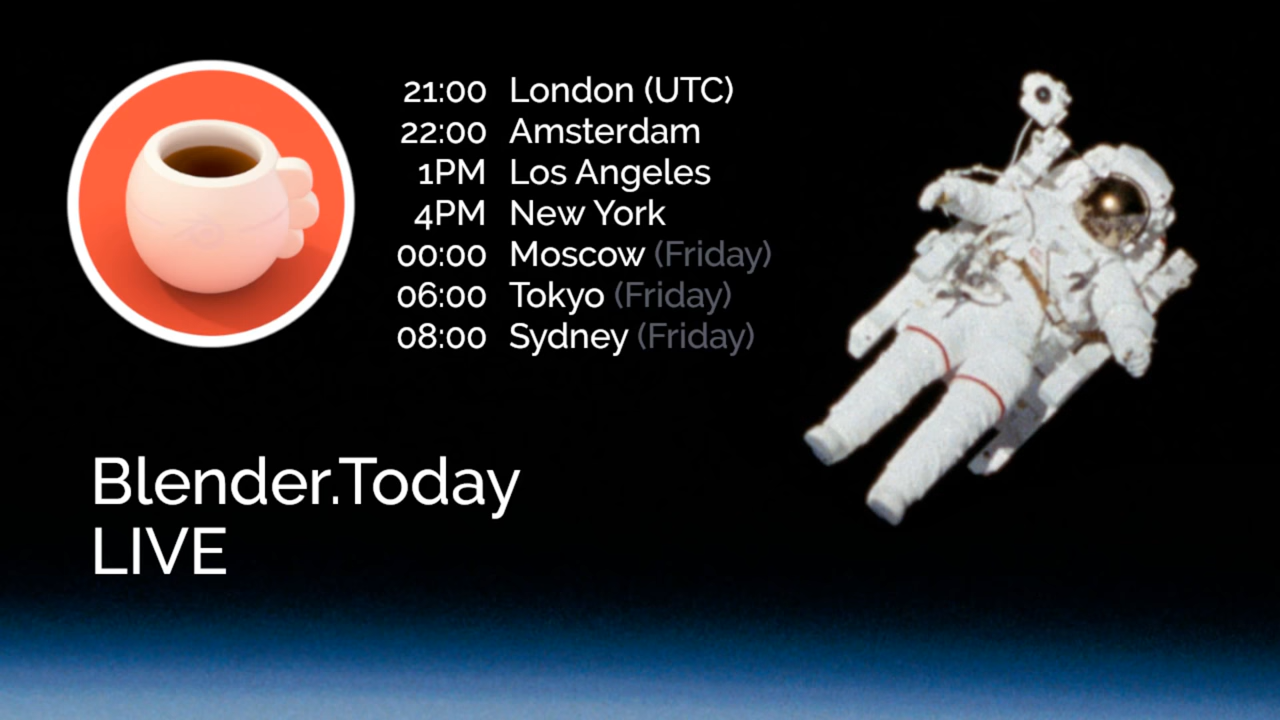 21:00 London (UTC)
22:00 Amsterdam
1PM Los Angeles
4PM New York
00:00 Moscow (Friday)
06:00 Tokyo (Friday)
08:00 Sydney (Friday)
Blender.Today
LIVE